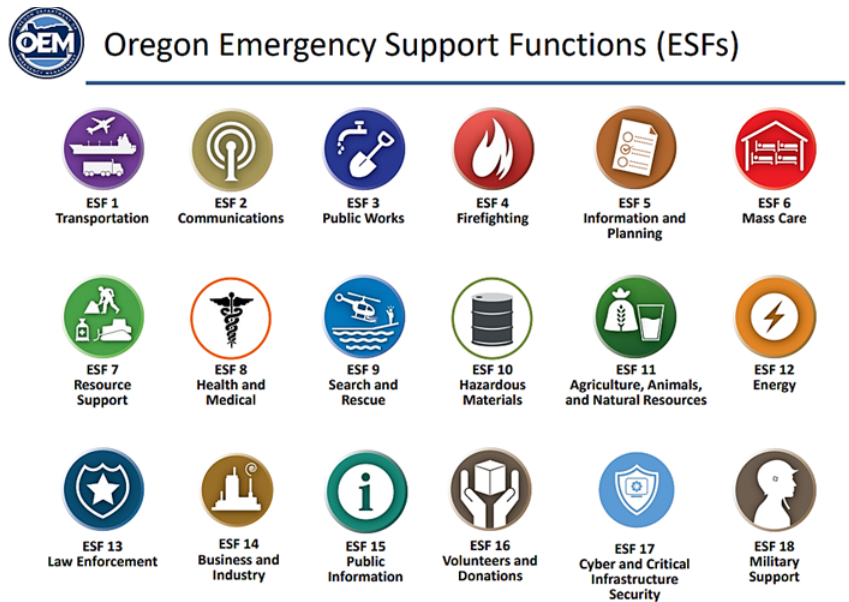 OEM
Oregon Emergency Support Functions (ESFs)
ESF 1
Transportation
ESF 2
Communications
ESF 3
Public Works
ESF 4
Firefighting
ESF 5
Information and
Planning
ESF 6
Mass Care
ESF 7
Resource
Support
ESF 8
Health and
Medical
ESF 9
Search and
Rescue
ESF 10
Hazardous
Materials
ESF 11
Agriculture, Animals,
and Natural Resources
ESF 12
Energy
ESF 13
Law Enforcement
ESF 14
Business and
Industry
ESF 15
Public
Information
ESF 16
Volunteers and
Donations
ESF 17
Cyber and Critical
Infrastructure
Security
ESF 18
Military
Support